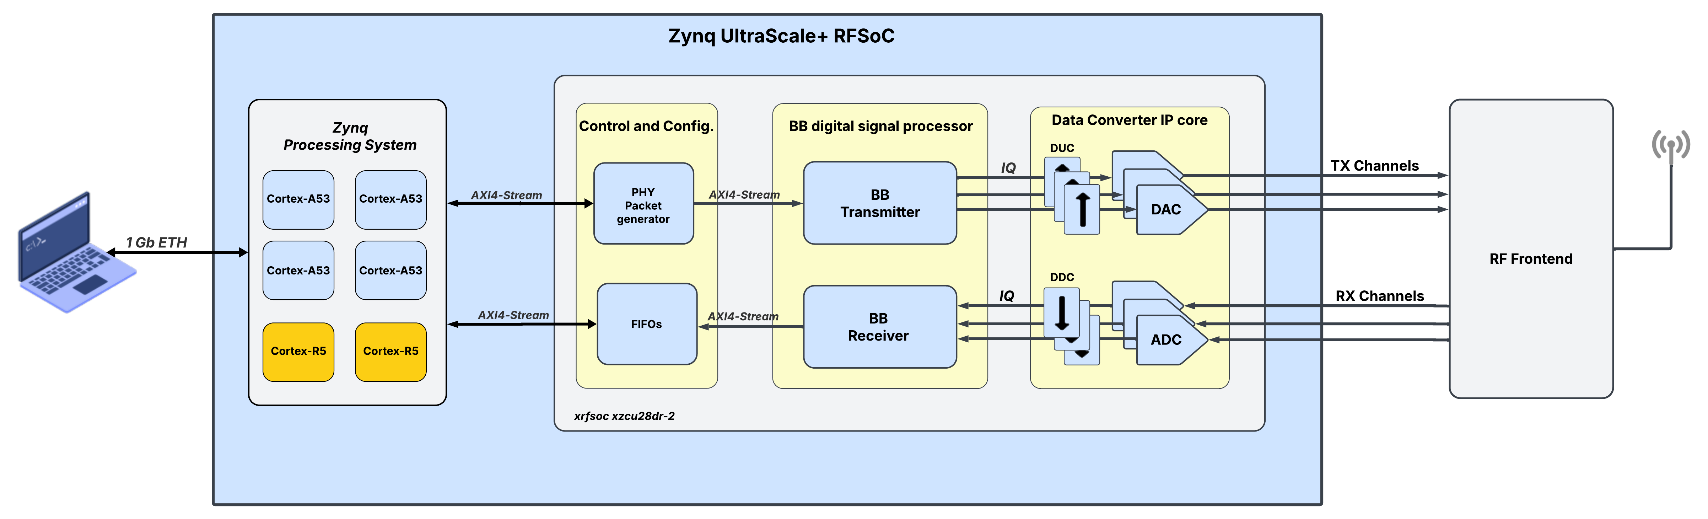 Zynq UltraScale+ RFSoC
Zynq
Processing System
Cortex-A53
Cortex-A53
Cortex-A53
Cortex-A53
Cortex-R5
Cortex-R5
1 Gb ETH
AXI4-Stream
AXI4-Stream
Control and Config.
PHY
Packet
generator
FIFOs
AXI4-Stream
AXI4-Stream
BB digital signal processor
BB
Transmitter
BB
Receiver
IQ
IQ
Data Converter IP core
DUC
DAC
DDC
ADC
xrfsoc xzcu28dr-2
TX Channels
RX Channels
RF Frontend